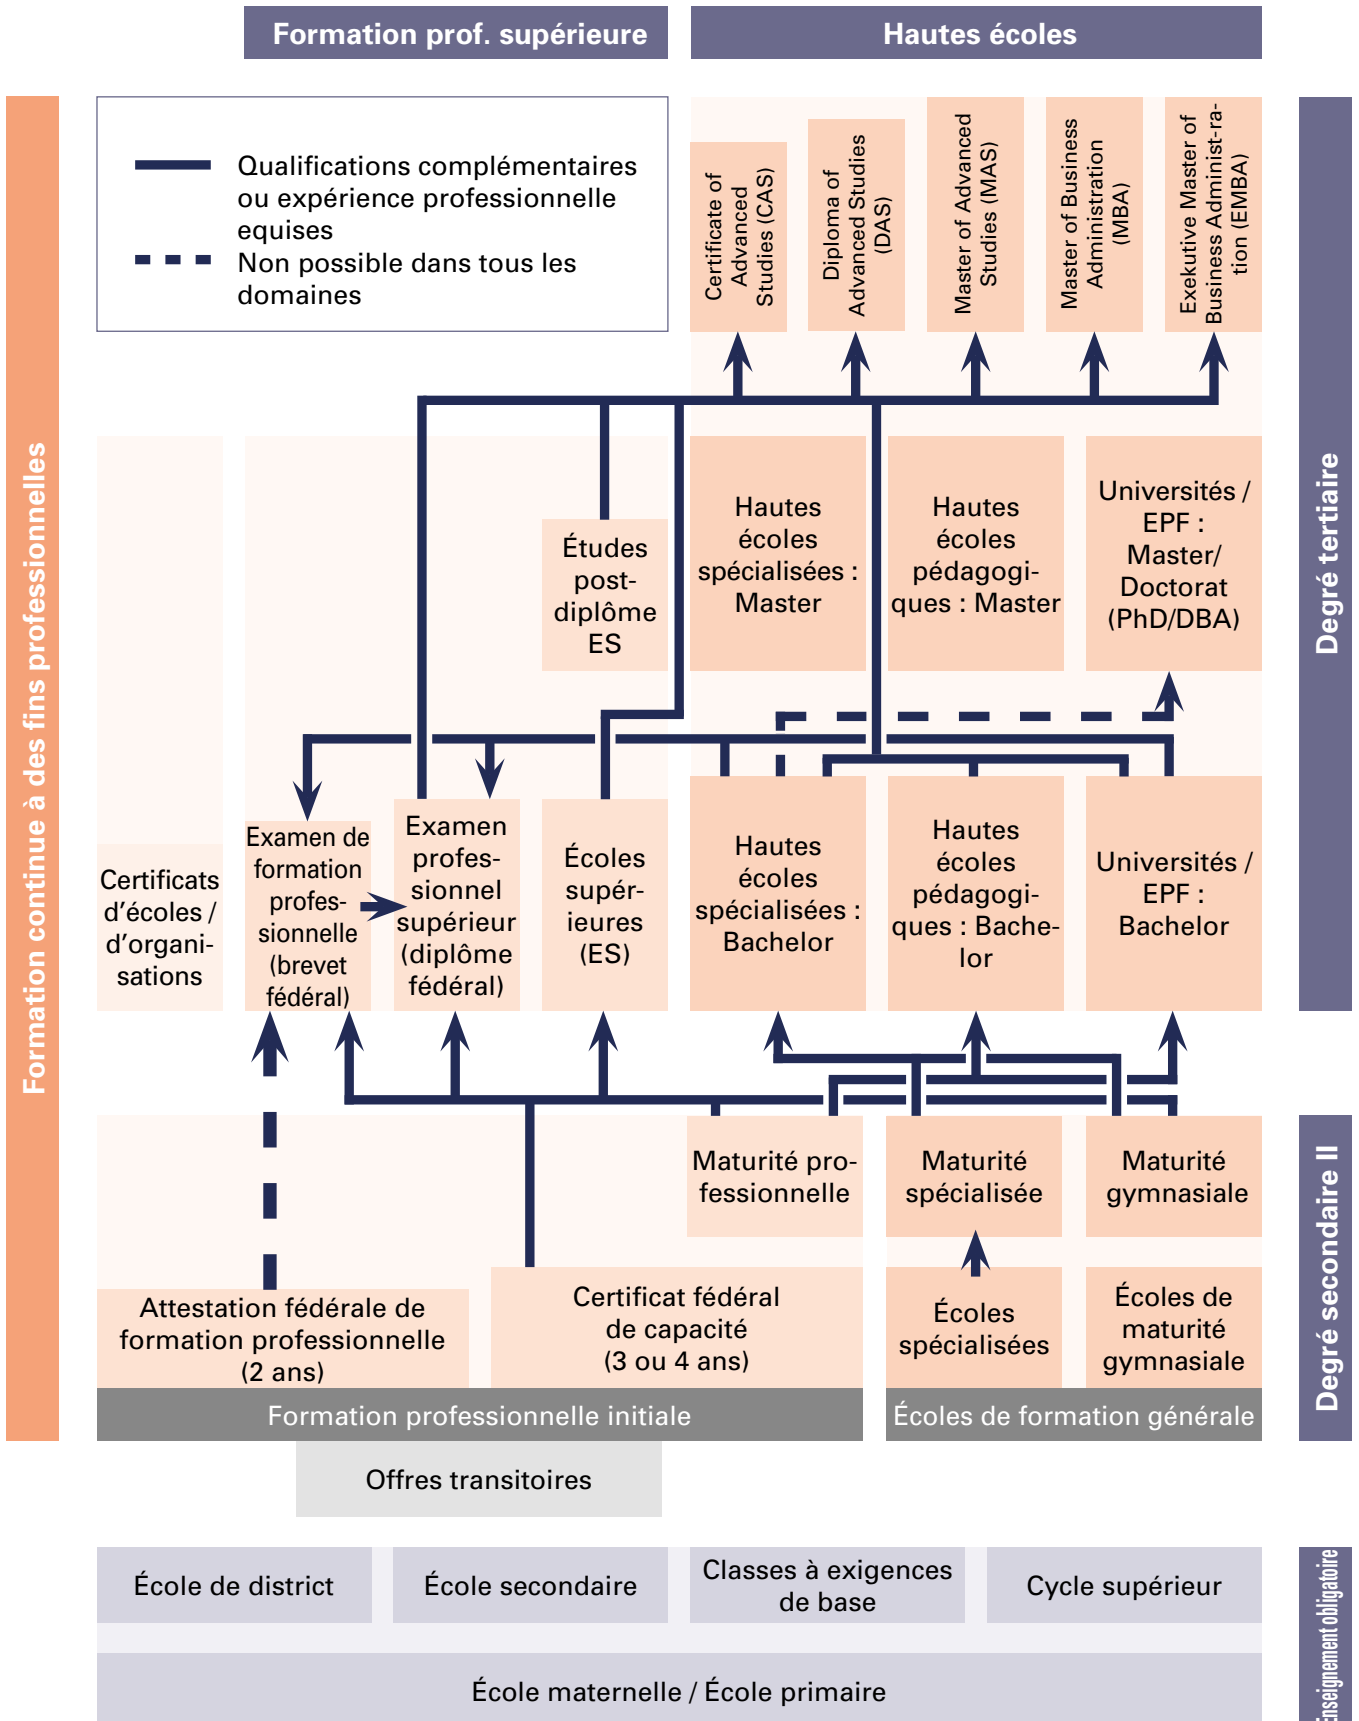 Formation prof. supérieure
Hautes écoles
Formation continue à des fins professionnelles
Qualifications complémentaires
ou expérience professionnelle
equises
Non possible dans tous les
domaines
Certificate of
Advanced
Studies (CAS)
Diploma of
Advanced Studies
(DAS)
Master of Advanced
Studies (MAS)
Master of Business
Administration
(MBA)
Exekutive Master of
Business Administ-ra-
tion (EMBA)
Degré tertiaire
Études
post-
diplôme
ES
Hautes
écoles
spécialisées :
Master
Hautes
écoles
pédagogi-
ques : Master
Universités /
EPF :
Master/
Doctorat
(PhD/DBA)
Certificats
d'écoles /
d'organi-
sations
Examen de
formation
profes-
sionnelle
(brevet
fédéral)
Examen
profes-
sionnel
supérieur
(diplôme
fédéral)
Écoles
supér-
ieures
(ES)
Hautes
écoles
spécialisées :
Bachelor
Hautes
écoles
pédagogi-
ques : Bache-
lor
Universités /
EPF :
Bachelor
Degré secondaire II
Maturité pro-
fessionnelle
Maturité
spécialisée
Maturité
gymnasiale
Attestation fédérale de
formation professionnelle
(2 ans)
Certificat fédéral
de capacité
(3 ou 4 ans)
Écoles
spécialisées
Écoles de
maturité
gymnasiale
Formation professionnelle initiale
Écoles de formation générale
Offres transitoires
École de district
École secondaire
Classes à exigences
de base
Cycle supérieur
École maternelle / École primaire
Enseignement obligatoire